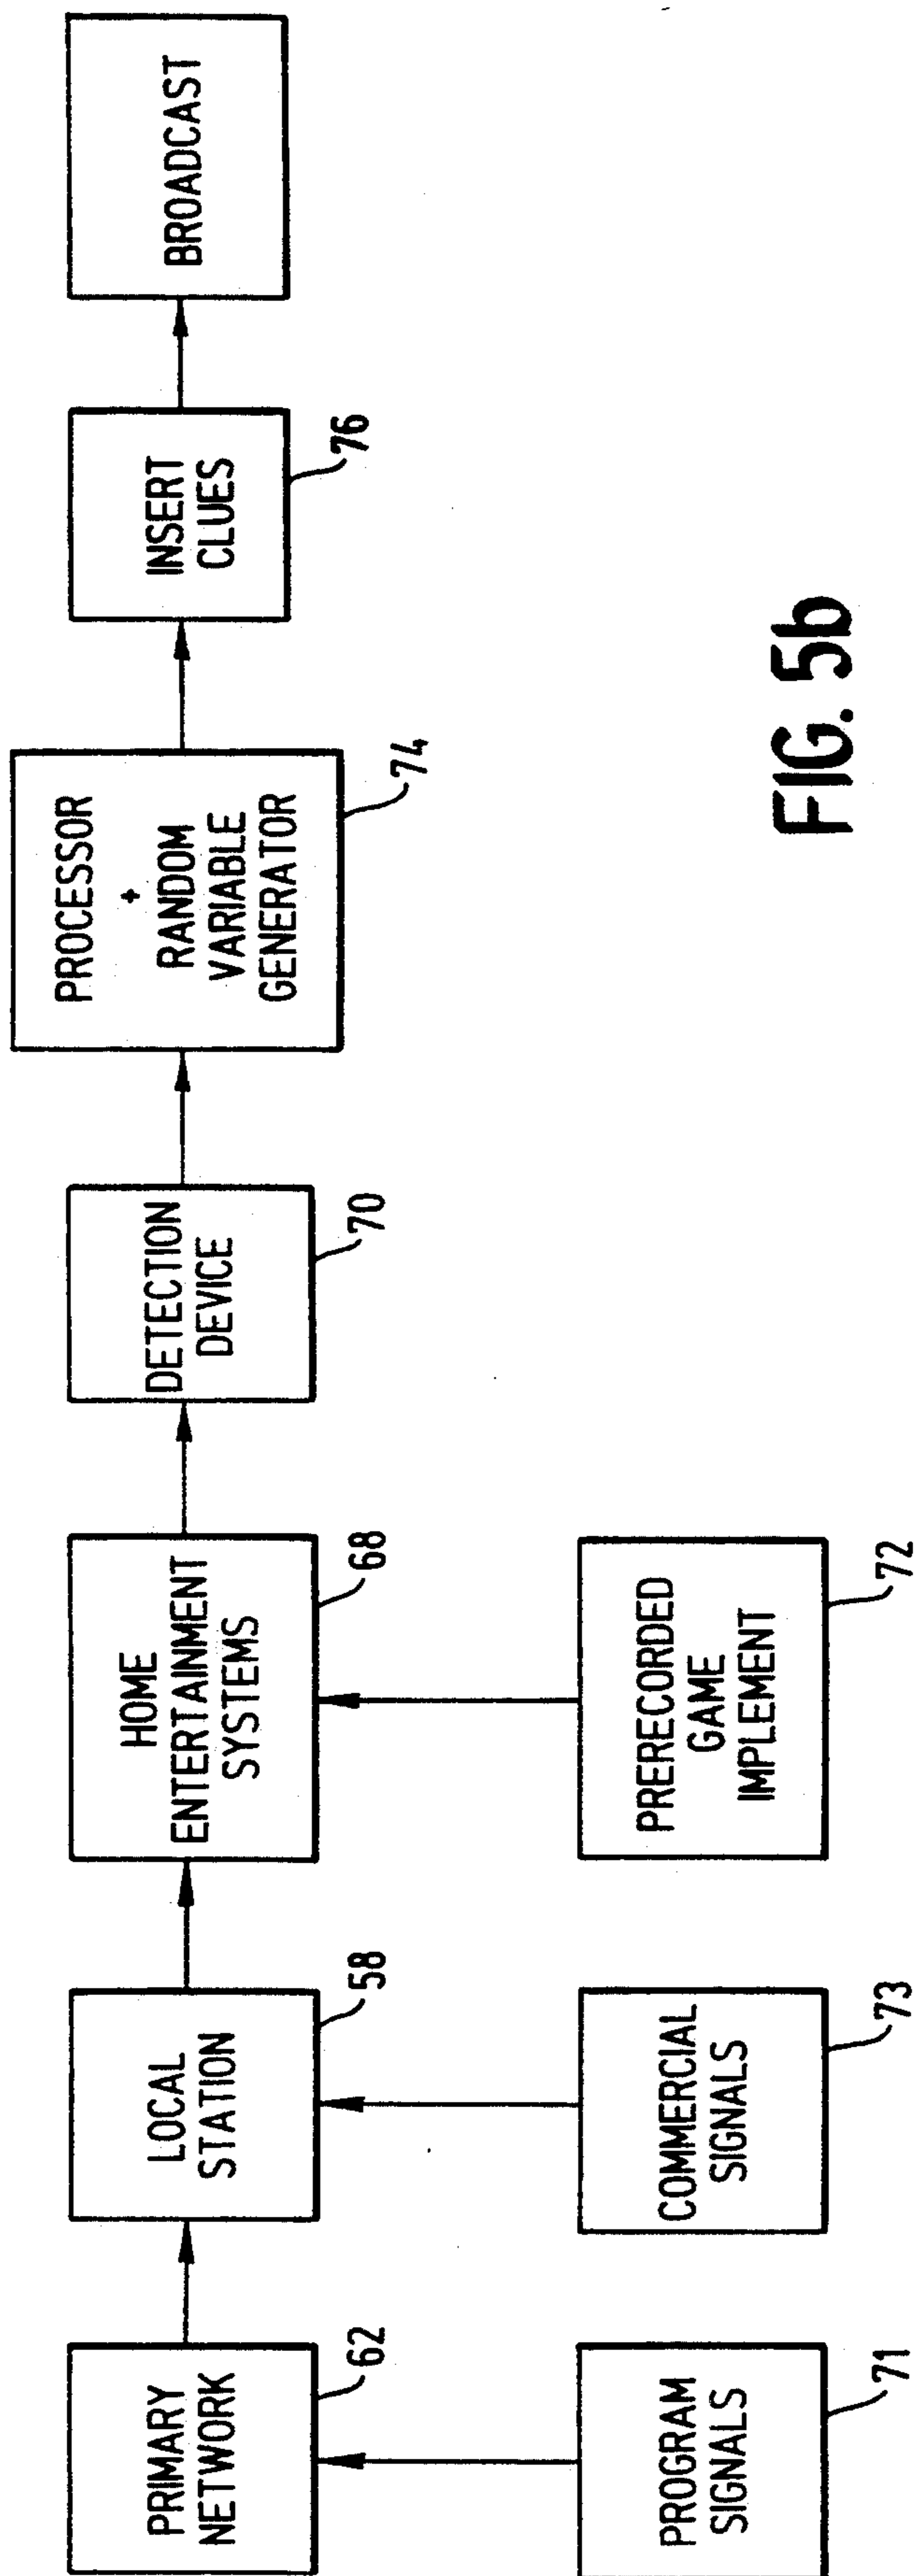 PRIMARY
NETWORK
62
LOCAL
STATION
58
HOME
ENTERTAINMENT
SYSTEMS
68
DETECTION
DEVICE
70
PROCESSOR
+
RANDOM
VARIABLE
GENERATOR
74
INSERT
CLUES
76
BROADCAST
PROGRAM
SIGNALS
71
COMMERCIAL
SIGNALS
73
PRERECORDED
GAME
IMPLEMENT
72
FIG. 5b